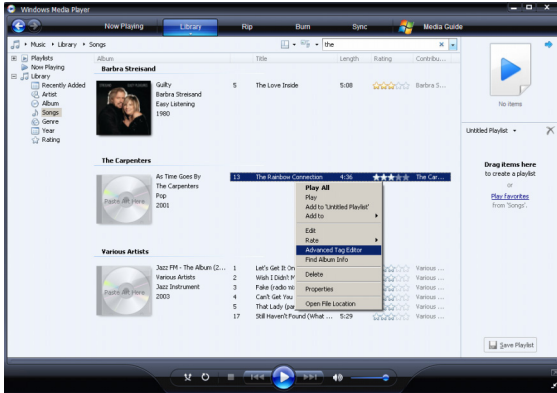 Windows Media Player
Now Playing Library Rip Burn Sync Media Guide
Music Library Songs the
Playlists
Now Playing
Library
Recently Added
Artist
Album
Songs
Genre
Year
Rating
Album Title Length Rating Contribu...
Barbra Streisand
Guilty 5 The Love Inside 5:08 Barbra S...
Barbra Streisand
Easy Listening
1980
The Carpenters
As Time Goes By 13 The Rainbow Connection 4:36 The Car...
The Carpenters
Pop
2001
Paste Art Here
Various Artists
Jazz FM - The Album (2... 1 Let's Get It On Various ...
Various Artists 2 Wish I Didn't M Various ...
Jazz Instrument 3 Fake (radio mi Various ...
2003 4 Can't Get You Various ...
5 That Lady (par Various ...
17 Still Haven't Found (What ... 5:29 Various ...
Paste Art Here
Play All
Play
Add to 'Untitled Playlist'
Add to
Edit
Rate
Advanced Tag Editor
Find Album Info
Delete
Properties
Open File Location
No items
Untitled Playlist
Drag items here
to create a playlist
or
Play favorites
from 'Songs'.
Save Playlist